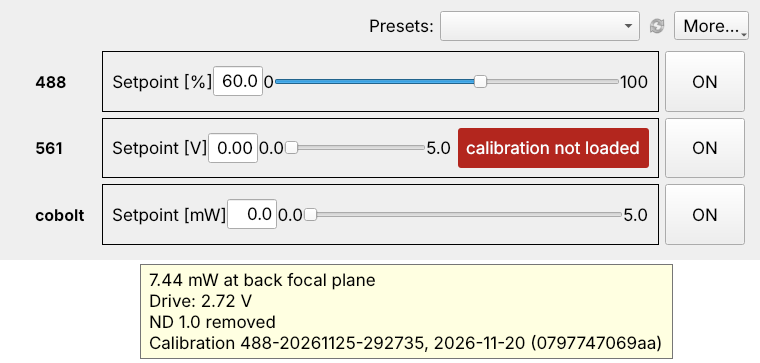 Presets: More...
488 Setpoint [%] 60.0 0 100 ON
561 Setpoint [V] 0.00 0.0 5.0 calibration not loaded ON
cobolt Setpoint [mW] 0.0 0.0 5.0 ON
7.44 mW at back focal plane
Drive: 2.72 V
ND 1.0 removed
Calibration 488-20261125-292735, 2026-11-20 (0797747069aa)